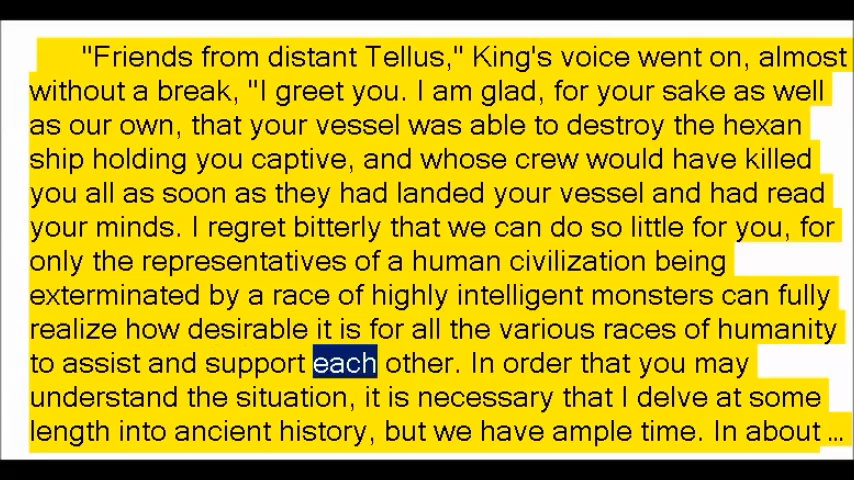 "Friends from distant Tellus," King's voice went on, almost
without a break, "I greet you. I am glad, for your sake as well
as our own, that your vessel was able to destroy the hexan
ship holding you captive, and whose crew would have killed
you all as soon as they had landed your vessel and had read
your minds. I regret bitterly that we can do so little for you, for
only the representatives of a human civilization being
exterminated by a race of highly intelligent monsters can fully
realize how desirable it is for all the various races of humanity
to assist and support each other. In order that you may
understand the situation, it is necessary that I delve at some
length into ancient history, but we have ample time. In about ...